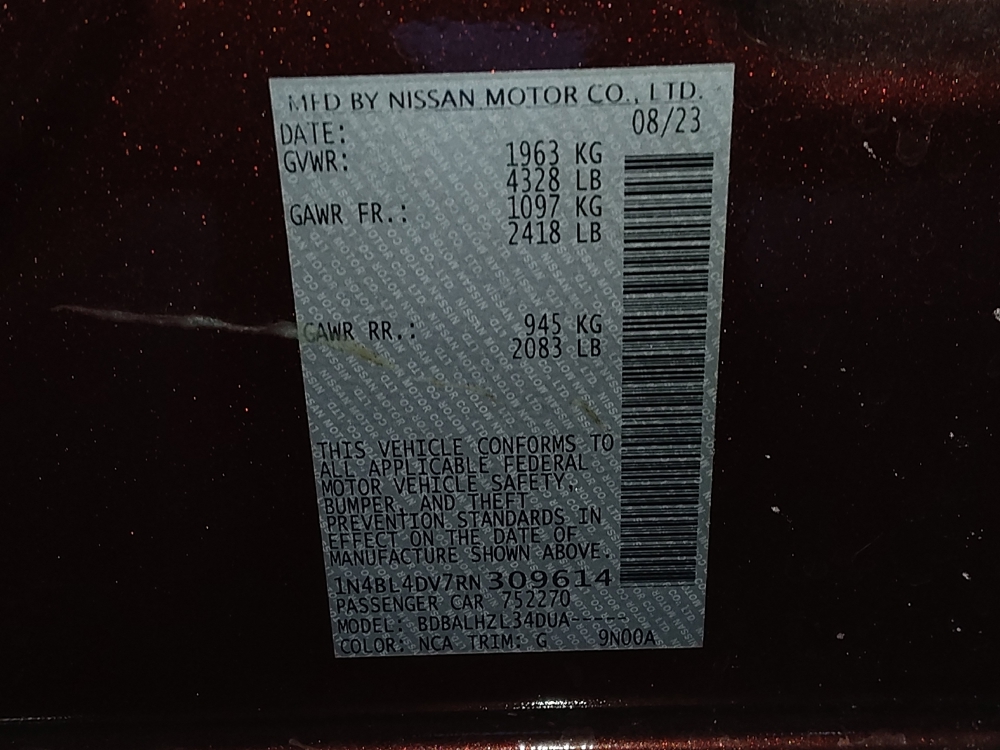 MFD BY NISSAN MOTOR CO., LTD.
DATE: 08/23
GVWR: 1963 KG
4328 LB
GAWR FR.: 1097 KG
2418 LB
GAWR RR.: 945 KG
2083 LB
THIS VEHICLE CONFORMS TO
ALL APPLICABLE FEDERAL
MOTOR VEHICLE SAFETY,
BUMPER, AND THEFT
PREVENTION STANDARDS IN
EFFECT ON THE DATE OF
MANUFACTURE SHOWN ABOVE.
1N4BL4DV7RN309614
PASSENGER CAR 752270
MODEL: BDBALHZL34DUA-----
COLOR: NCA TRIM: G 9N00A